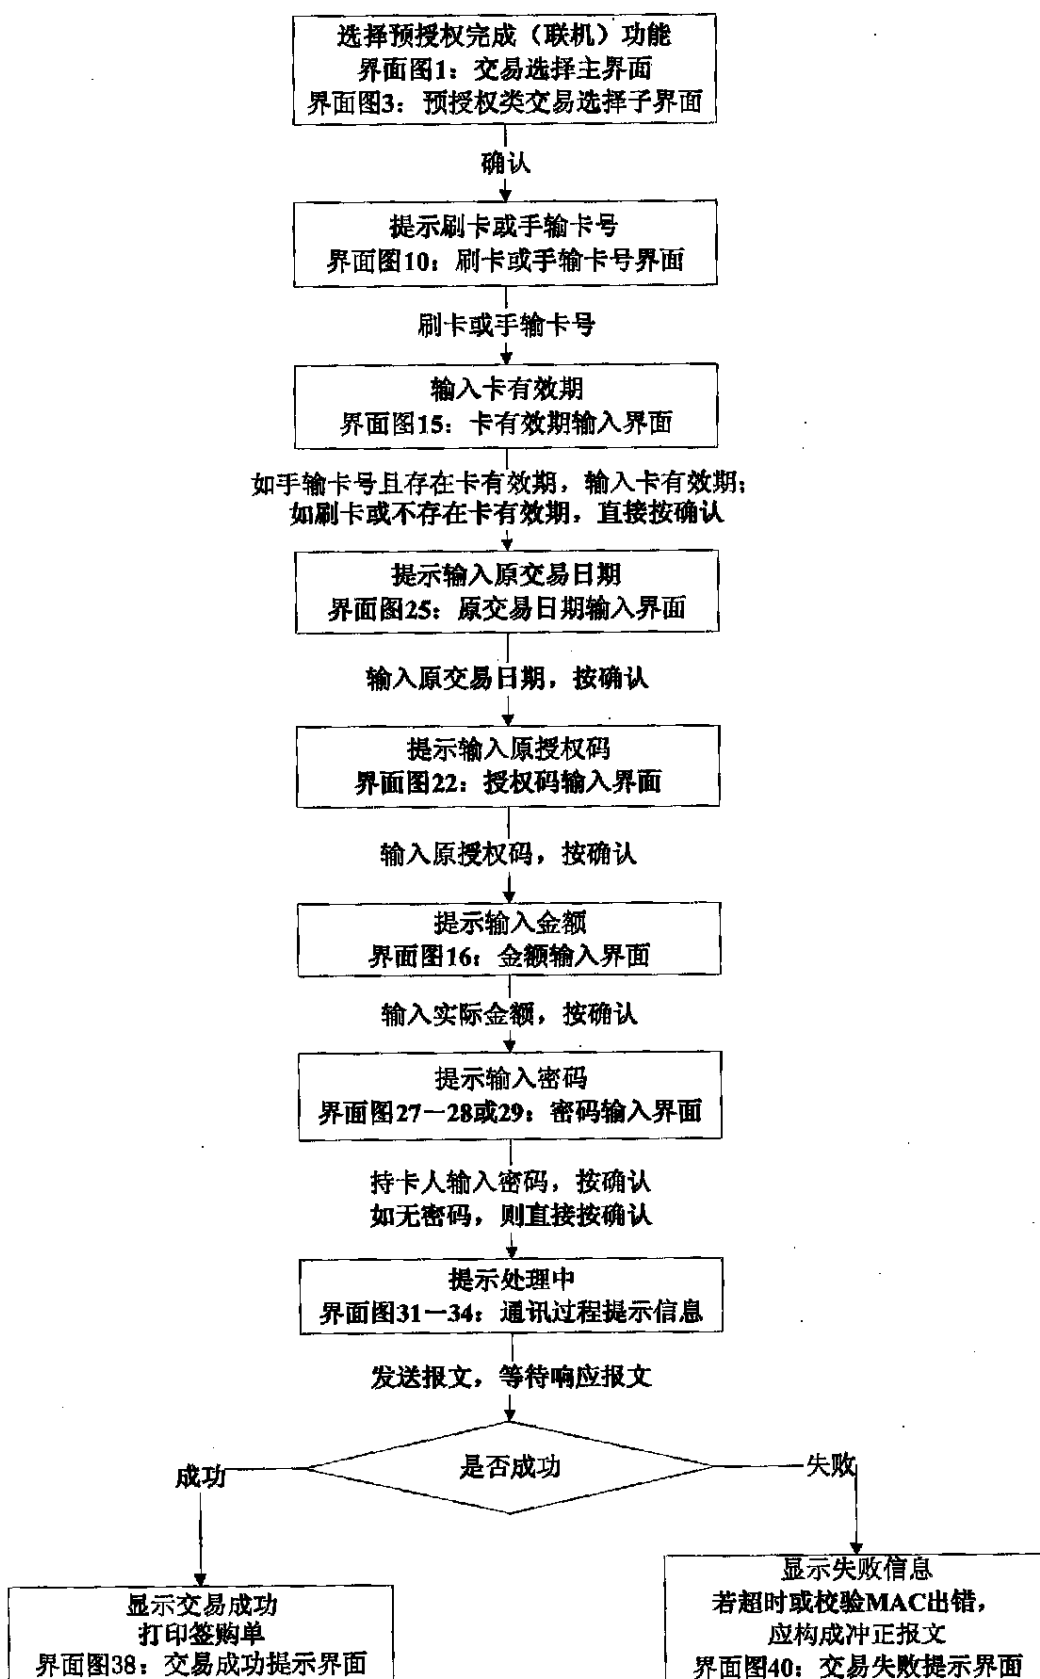 选择预授权完成（联机）功能
界面图1：交易选择主界面
界面图3：预授权类交易选择子界面
确认
提示刷卡或手输卡号
界面图10：刷卡或手输卡号界面
刷卡或手输卡号
输入卡有效期
界面图15：卡有效期输入界面
如手输卡号且存在卡有效期，输入卡有效期；
如刷卡或不存在卡有效期，直接按确认
提示输入原交易日期
界面图25：原交易日期输入界面
输入原交易日期，按确认
提示输入原授权码
界面图22：授权码输入界面
输入原授权码，按确认
提示输入金额
界面图16：金额输入界面
输入实际金额，按确认
提示输入密码
界面图27－28或29：密码输入界面
持卡人输入密码，按确认
如无密码，则直接按确认
提示处理中
界面图31－34：通讯过程提示信息
发送报文，等待响应报文
是否成功
成功
失败
显示交易成功
打印签购单
界面图38：交易成功提示界面
显示失败信息
若超时或校验MAC出错，
应构成冲正报文
界面图40：交易失败提示界面